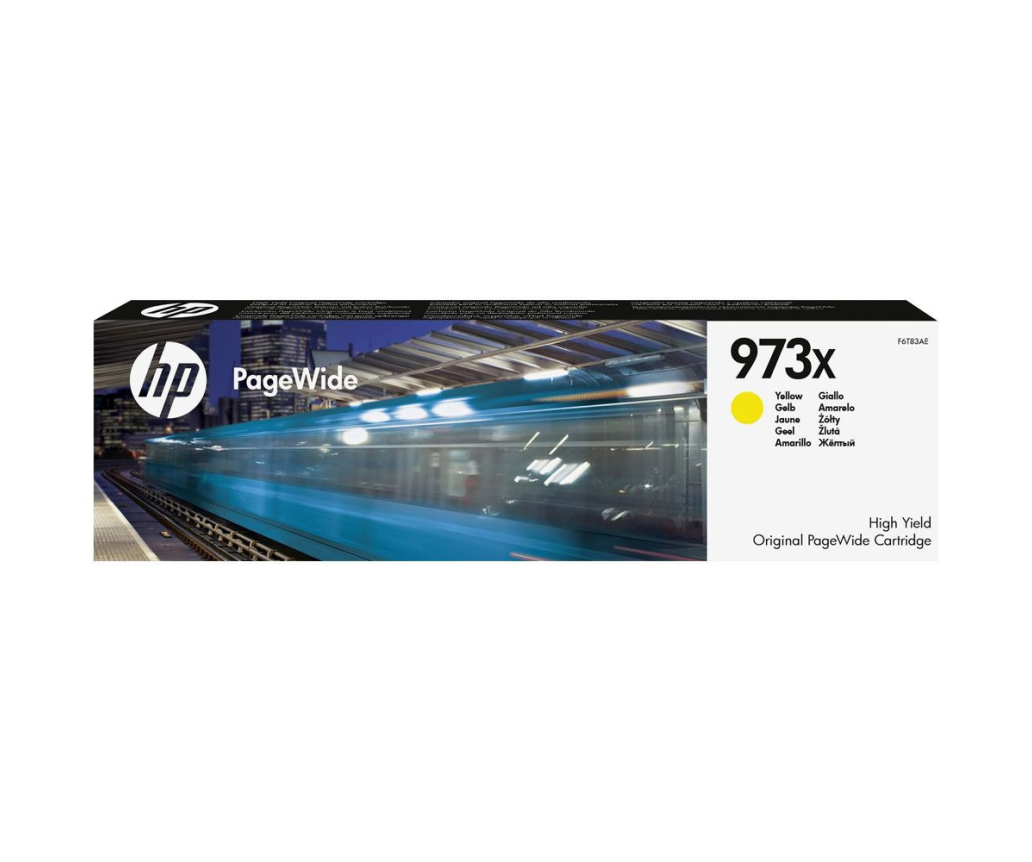 hp
hp
PageWide
973x
F6T83AE
Yellow Giallo
Gelb Amarelo
Jaune Żółty
Geel Žlutá
Amarillo Жёлтый
High Yield
Original PageWide Cartridge